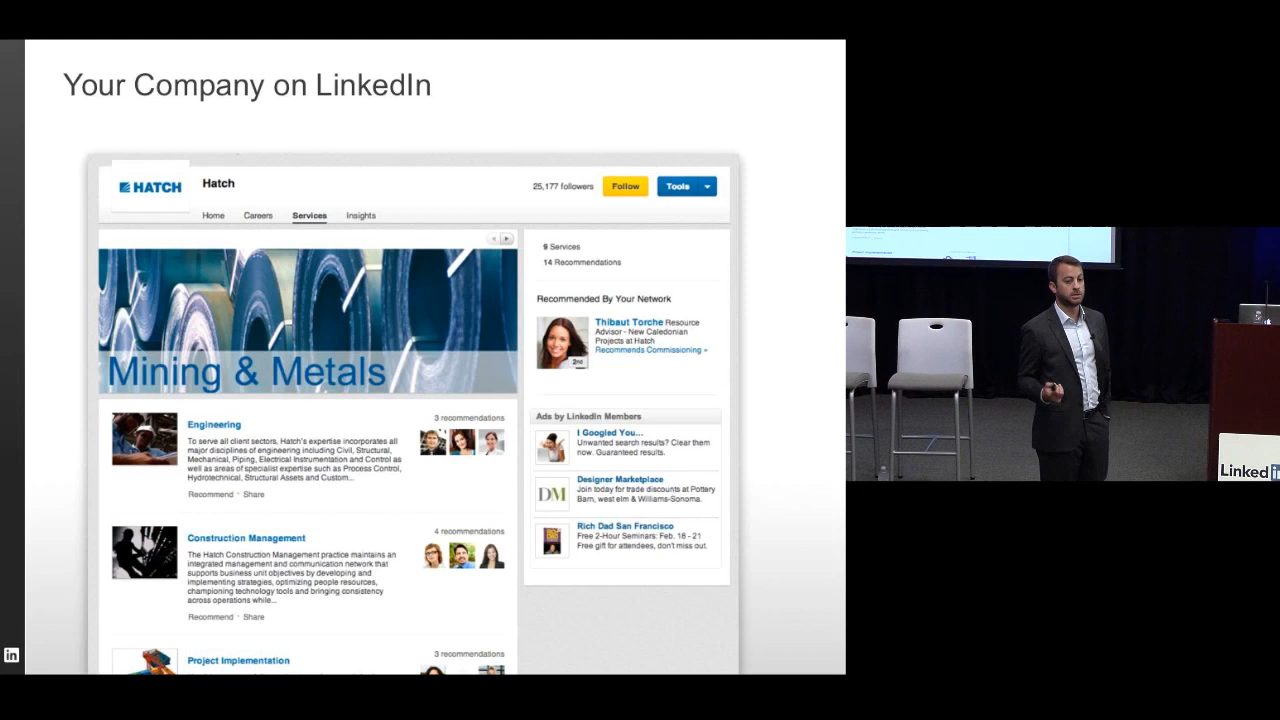 Your Company on LinkedIn
HATCH
Hatch
25,177 followers
Follow
Tools
Home
Careers
Services
Insights
9 Services
14 Recommendations
Mining & Metals
Recommended By Your Network
Thibaut Torche Resource
Advisor - New Caledonian
Projects at Hatch
Recommends Commissioning »
2ND
Engineering
3 recommendations
To serve all client sectors, Hatch's expertise incorporates all
major disciplines of engineering including Civil, Structural,
Mechanical, Piping, Electrical Instrumentation and Control as
well as areas of specialist expertise such as Process Control,
Hydrotechnical, Structural Assets and Custom...
Recommend · Share
Construction Management
4 recommendations
The Hatch Construction Management practice maintains an
integrated management and communication network that
supports business unit objectives by developing and
implementing strategies, optimizing people resources,
championing technology tools and bringing consistency
across operations while...
Recommend · Share
Project Implementation
3 recommendations
Ads by LinkedIn Members
I Googled You...
Unwanted search results? Clear them
now. Guaranteed results.
DM
Designer Marketplace
Join today for trade discounts at Pottery
Barn, west elm & Williams-Sonoma.
Rich Dad San Francisco
Free 2-Hour Seminars: Feb. 18 - 21
Free gift for attendees, don't miss out.
in
Linked in